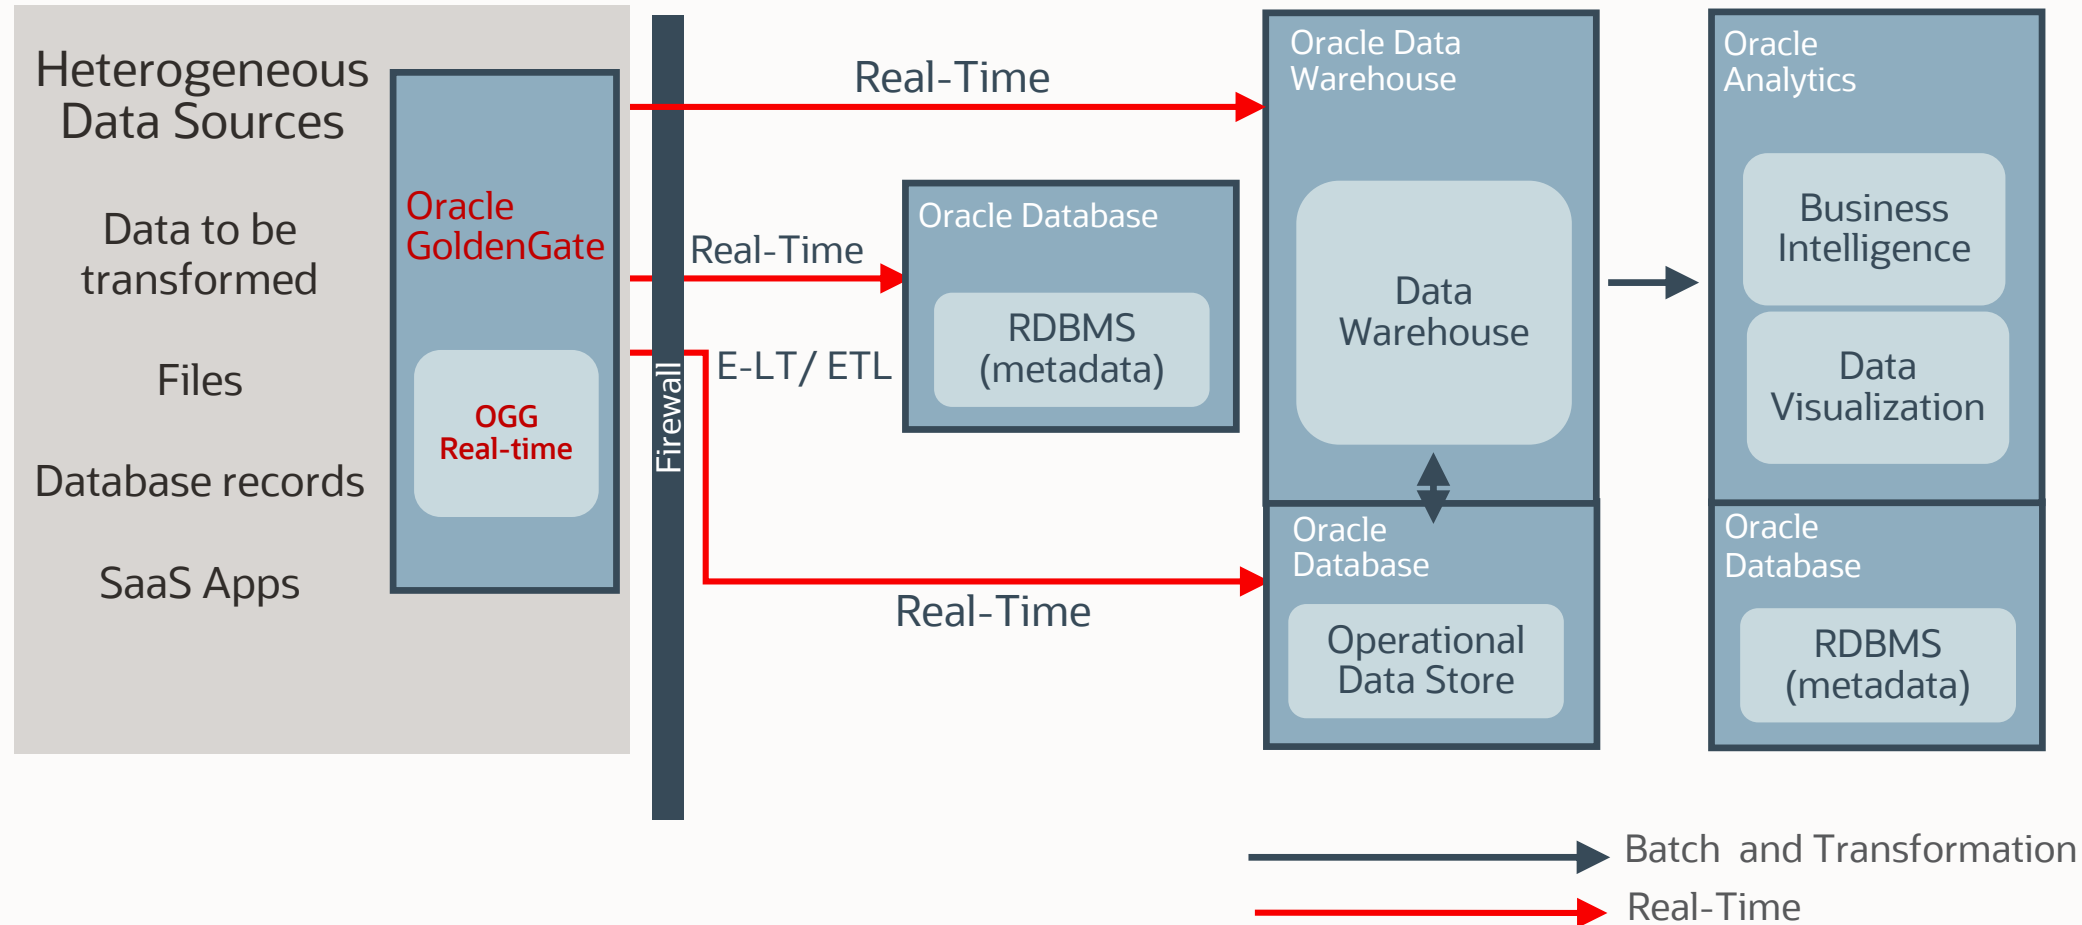 Heterogeneous
Data Sources
Data to be
transformed
Files
Database records
SaaS Apps
Oracle
GoldenGate
OGG
Real-time
Firewall
Real-Time
Real-Time
E-LT/ ETL
Real-Time
Oracle Database
RDBMS
(metadata)
Oracle Data
Warehouse
Data
Warehouse
Oracle
Database
Operational
Data Store
Oracle
Analytics
Business
Intelligence
Data
Visualization
Oracle
Database
RDBMS
(metadata)
Batch and Transformation
Real-Time